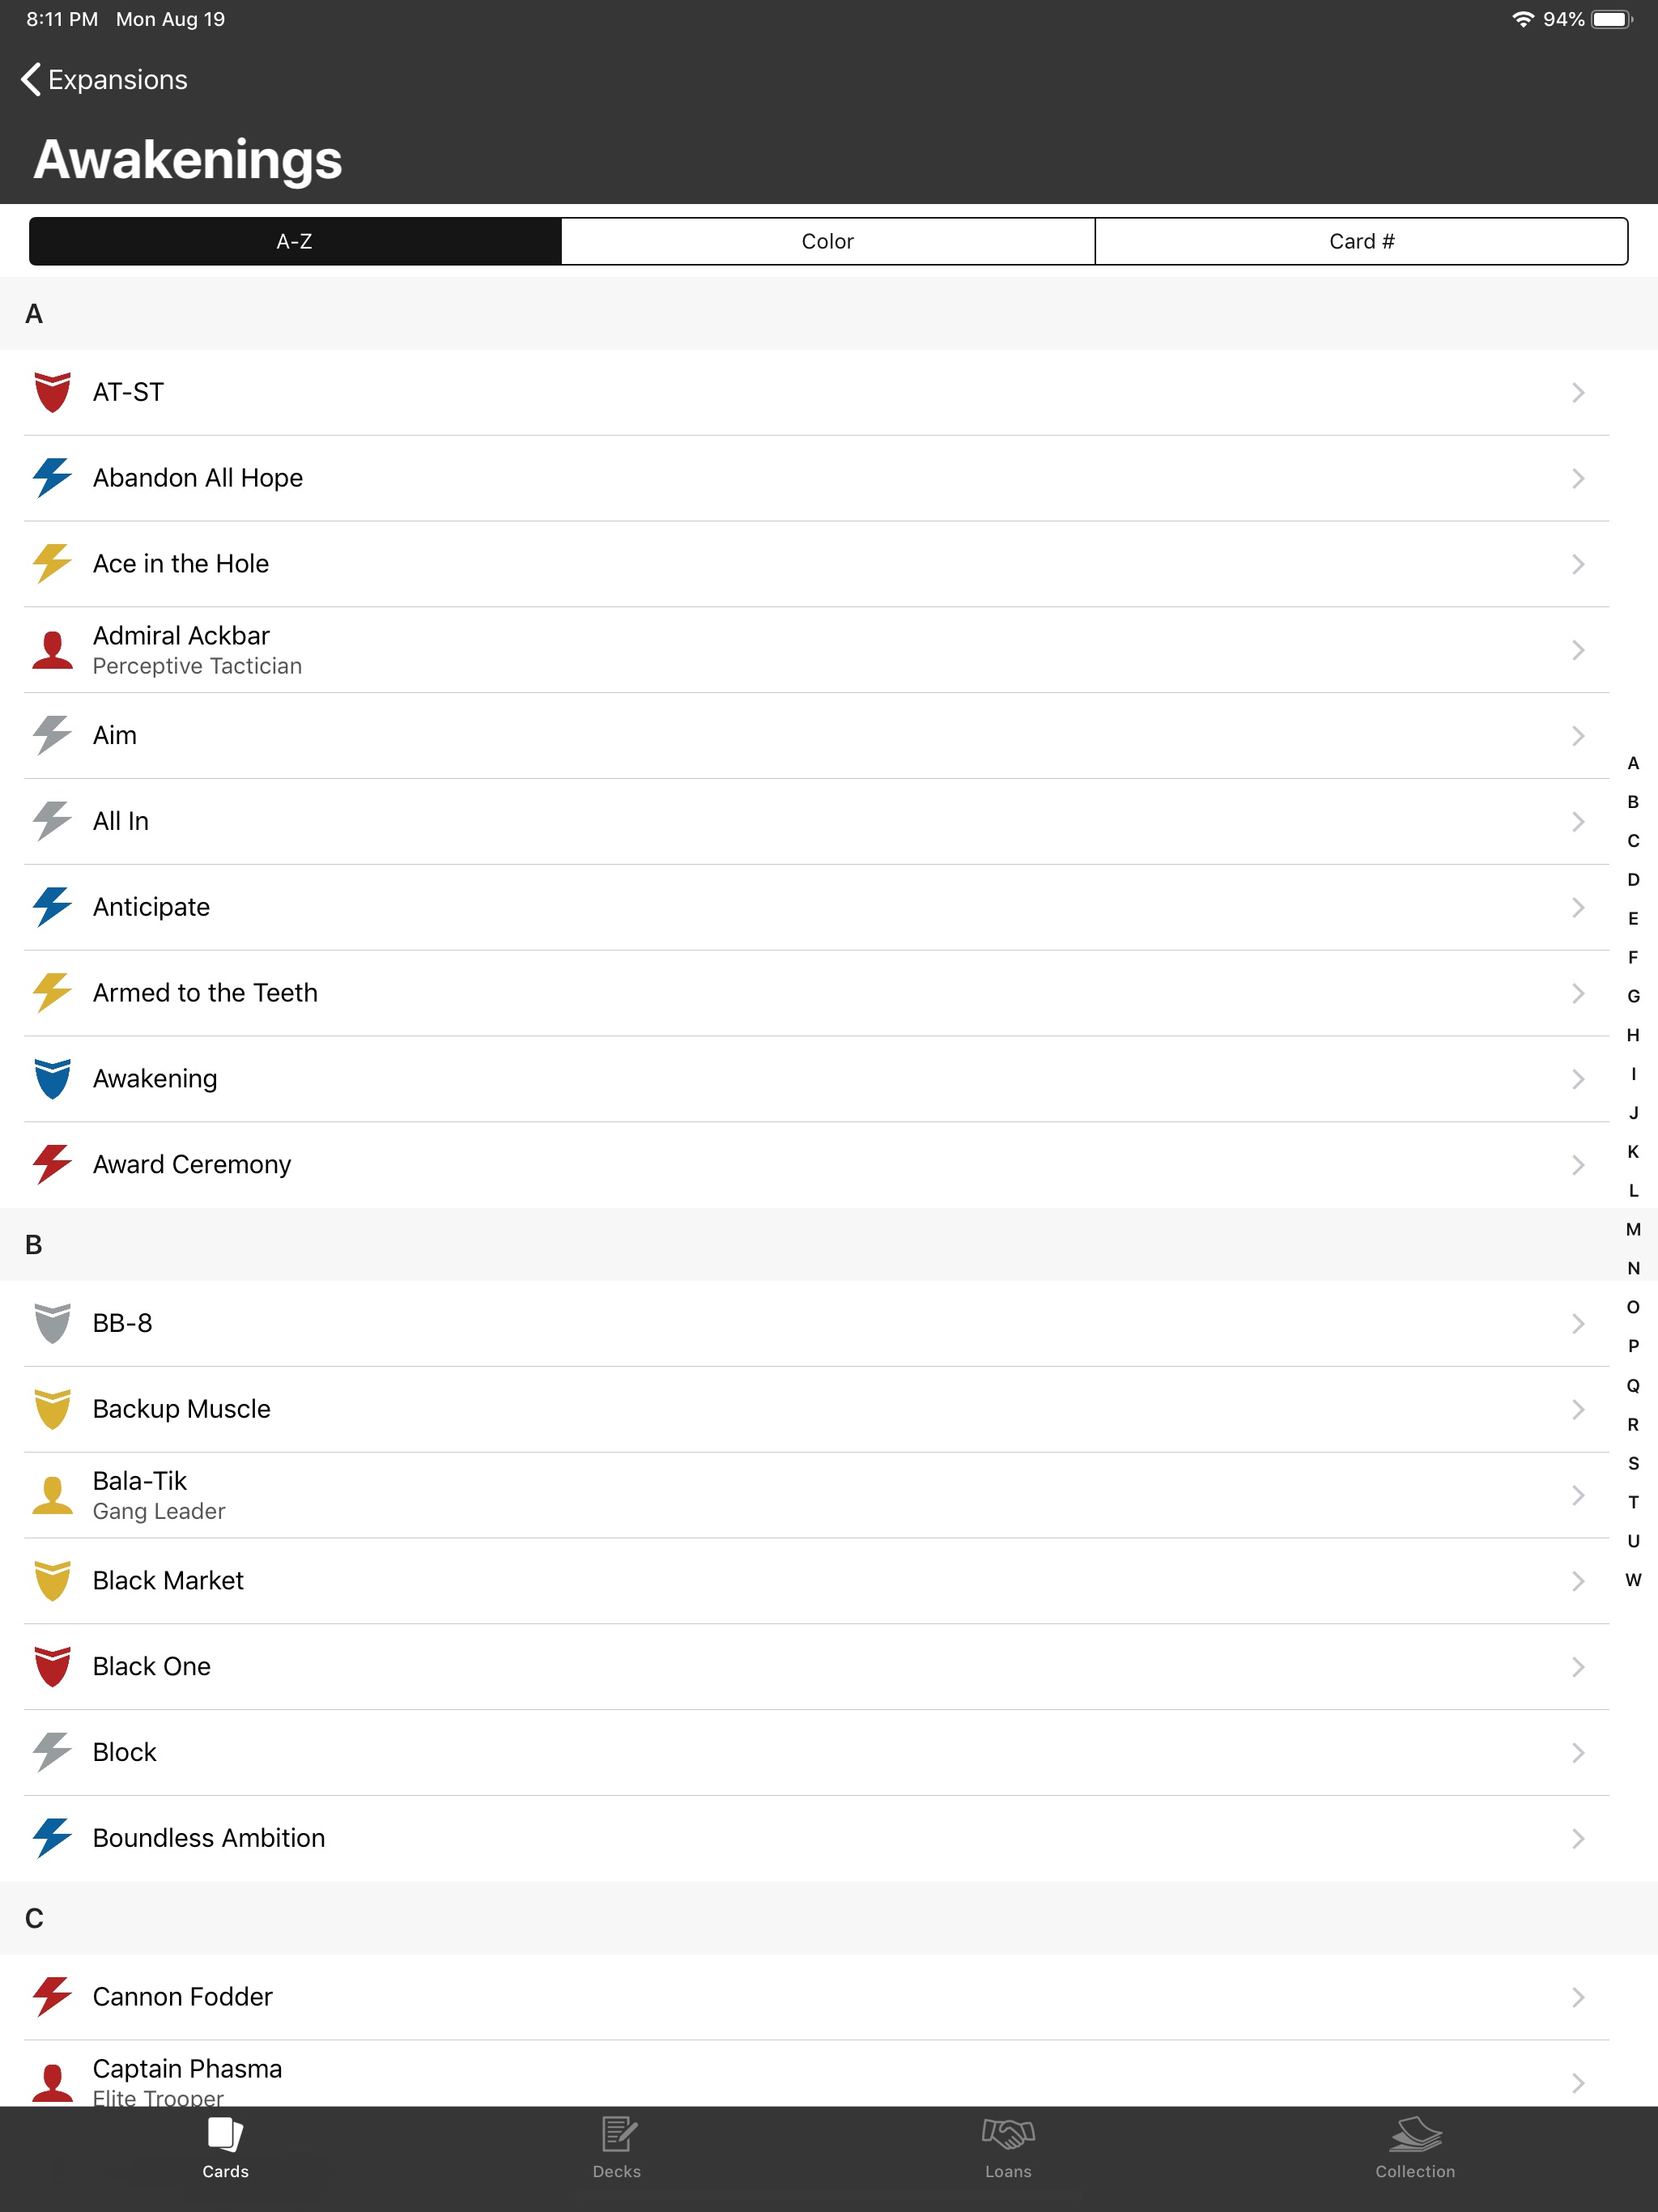 8:11 PM Mon Aug 19 94%
Expansions
Awakenings
A-Z Color Card #
A
AT-ST
Abandon All Hope
Ace in the Hole
Admiral Ackbar
Perceptive Tactician
Aim
All In
Anticipate
Armed to the Teeth
Awakening
Award Ceremony
B
BB-8
Backup Muscle
Bala-Tik
Gang Leader
Black Market
Black One
Block
Boundless Ambition
C
Cannon Fodder
Captain Phasma
Elite Trooper
A
B
C
D
E
F
G
H
I
J
K
L
M
N
O
P
Q
R
S
T
U
W
Cards Decks Loans Collection